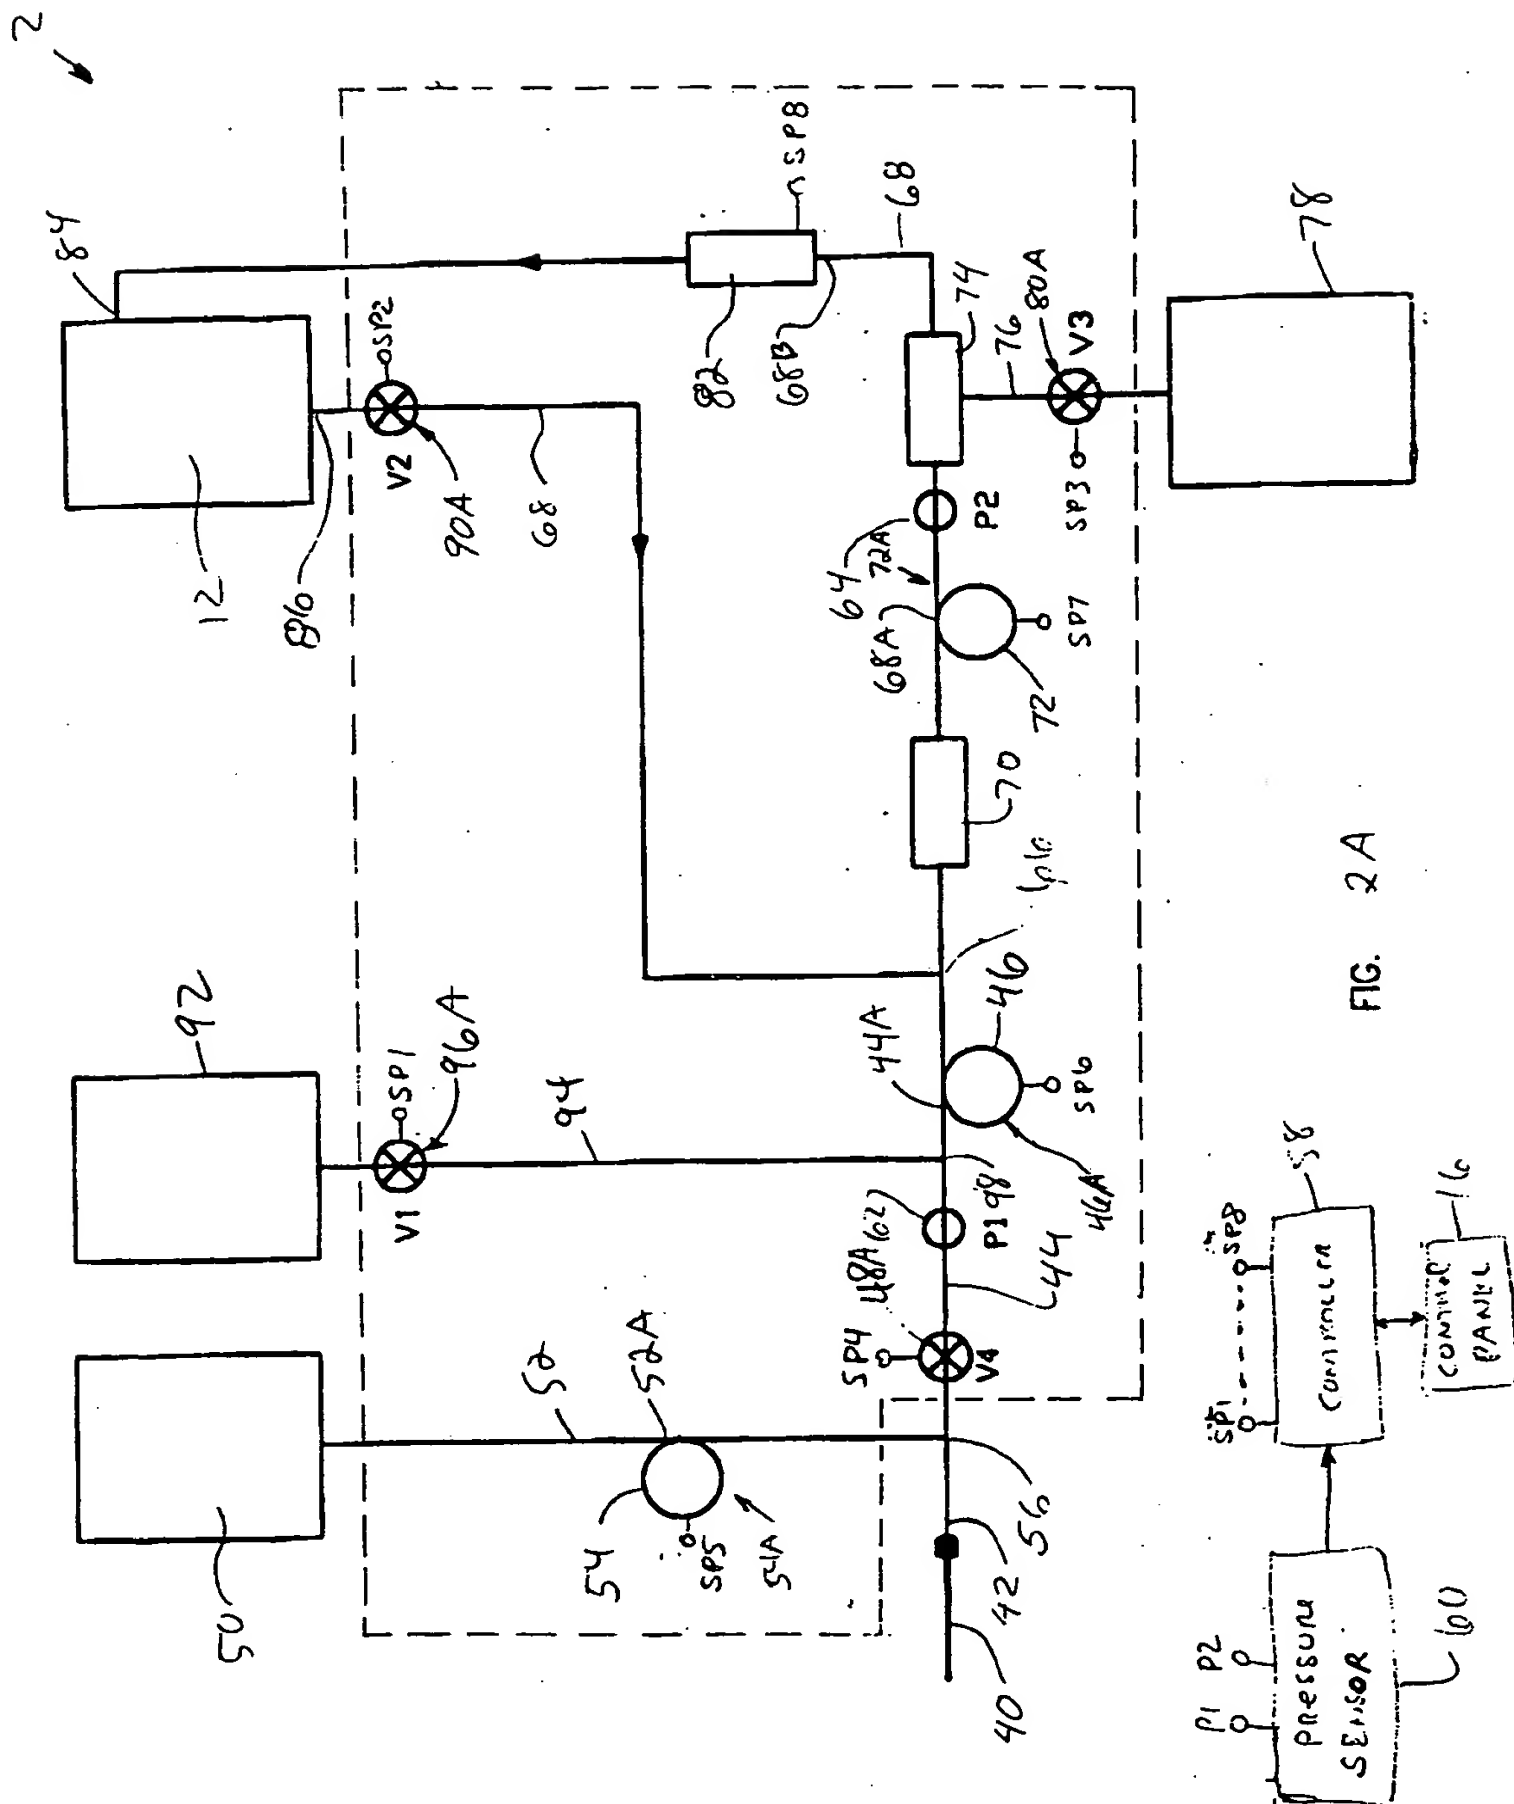 2
84
12
86
V2
SP2
90A
68
82
SP8
68B
68
74
76
80A
V3
SP3
78
P2
64
72A
68A
SP7
72
70
66
92
SP1
96A
V1
94
44A
46
SP6
46A
98
P1
62
48A
44
SP4
V4
50
52
52A
54
SP5
54A
56
42
40
FIG. 2A
P1 P2
PRESSURE
SENSOR
60
SP1 SP8
CONTROLLER
58
CONTROL
PANEL
16